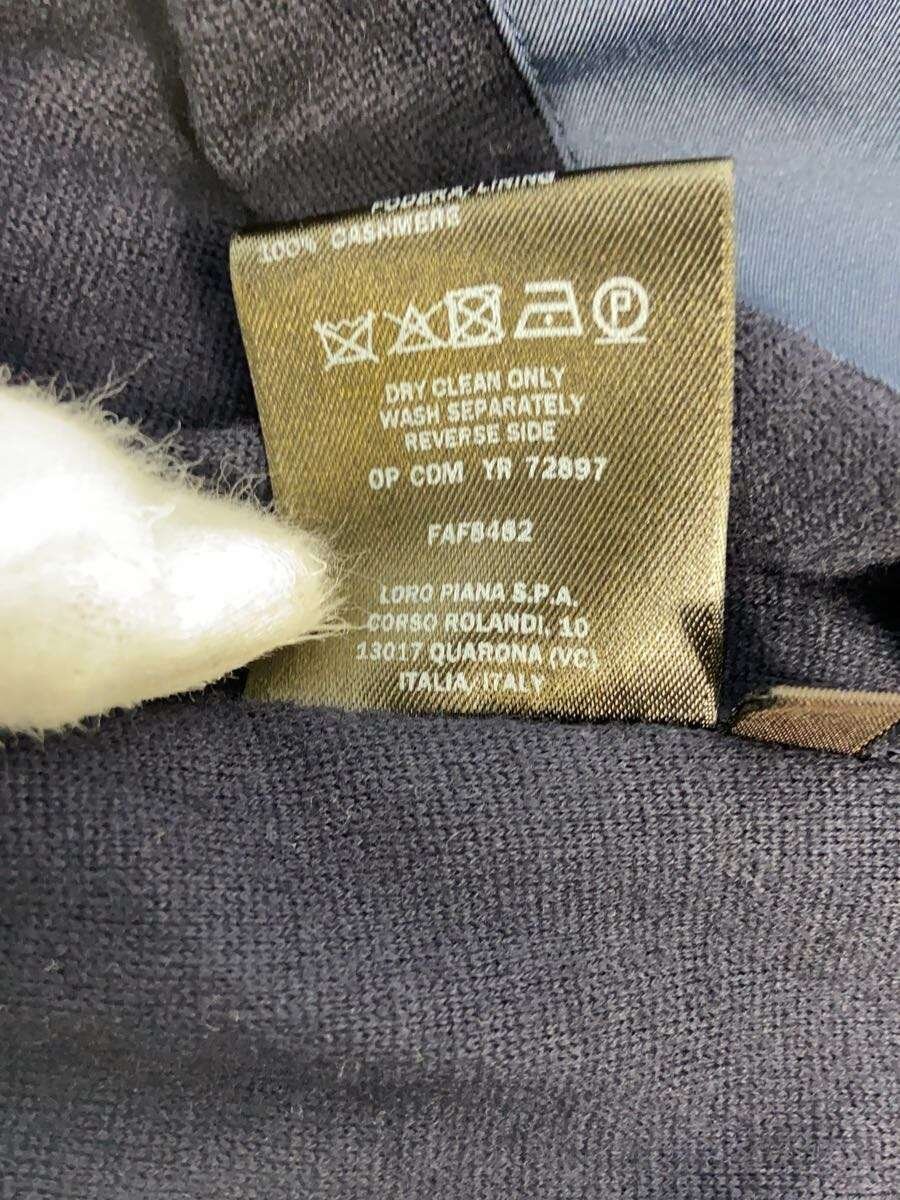 FODERA, LINING
100% CASHMERE
P
DRY CLEAN ONLY
WASH SEPARATELY
REVERSE SIDE
OP COM YR 72897
FAF8462
LORO PIANA S.P.A.
CORSO ROLANDI, 10
13017 QUARONA (VC)
ITALIA, ITALY